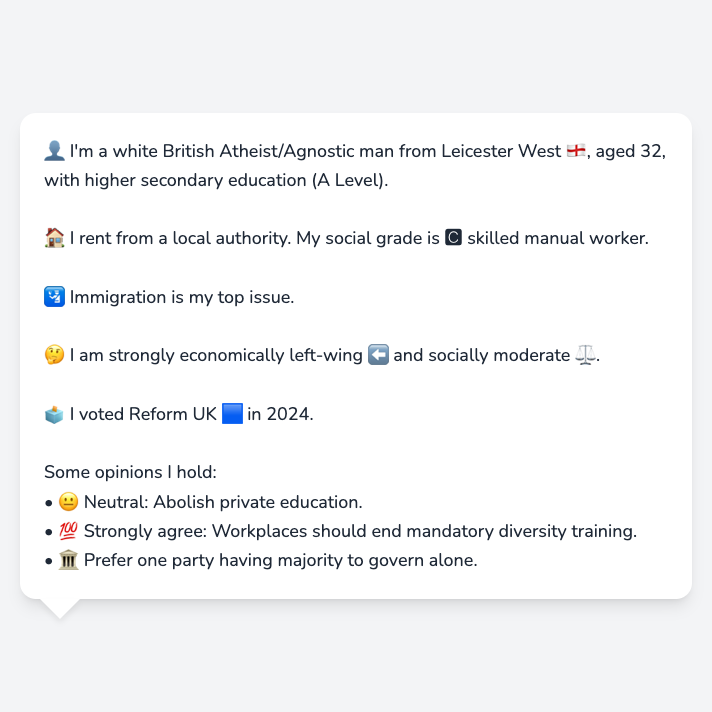 👤 I'm a white British Atheist/Agnostic man from Leicester West 🏴󠁧󠁢󠁥󠁮󠁧󠁿, aged 32,
with higher secondary education (A Level).
🏠 I rent from a local authority. My social grade is 🅲 skilled manual worker.
🛂 Immigration is my top issue.
🤔 I am strongly economically left-wing ⬅️ and socially moderate ⚖️.
🗳️ I voted Reform UK 🟦 in 2024.
Some opinions I hold:
• 😐 Neutral: Abolish private education.
• 💯 Strongly agree: Workplaces should end mandatory diversity training.
• 🏛️ Prefer one party having majority to govern alone.